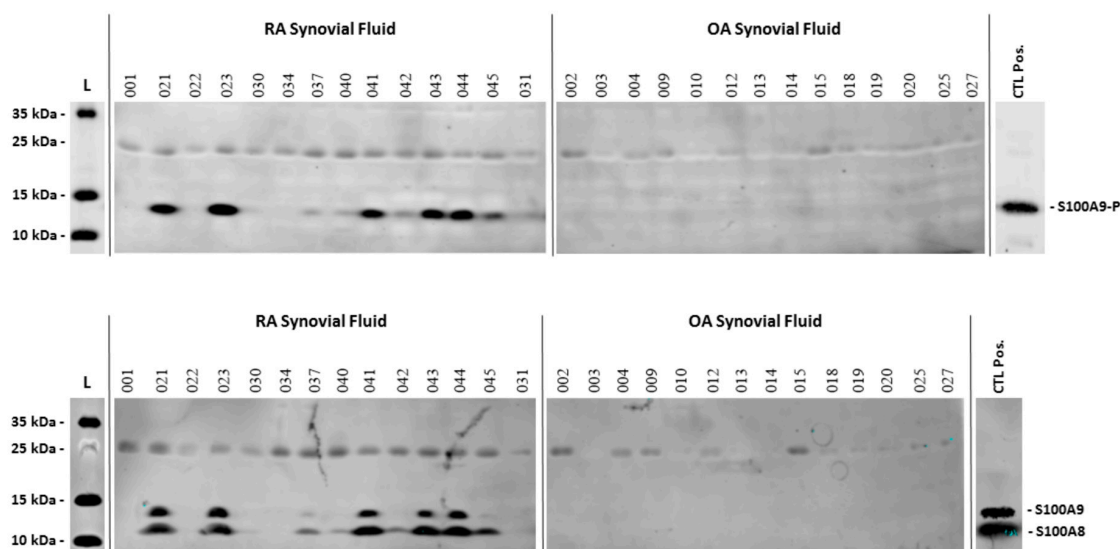 RA Synovial Fluid
OA Synovial Fluid
L
001 021 022 023 030 034 037 040 041 042 043 044 045 031
002 003 004 009 010 012 013 014 015 018 019 020 025 027
CTL Pos.
35 kDa -
25 kDa -
15 kDa -
- S100A9-P
10 kDa -
RA Synovial Fluid
OA Synovial Fluid
L
001 021 022 023 030 034 037 040 041 042 043 044 045 031
002 003 004 009 010 012 013 014 015 018 019 020 025 027
CTL Pos.
35 kDa -
25 kDa -
15 kDa -
- S100A9
- S100A8
10 kDa -